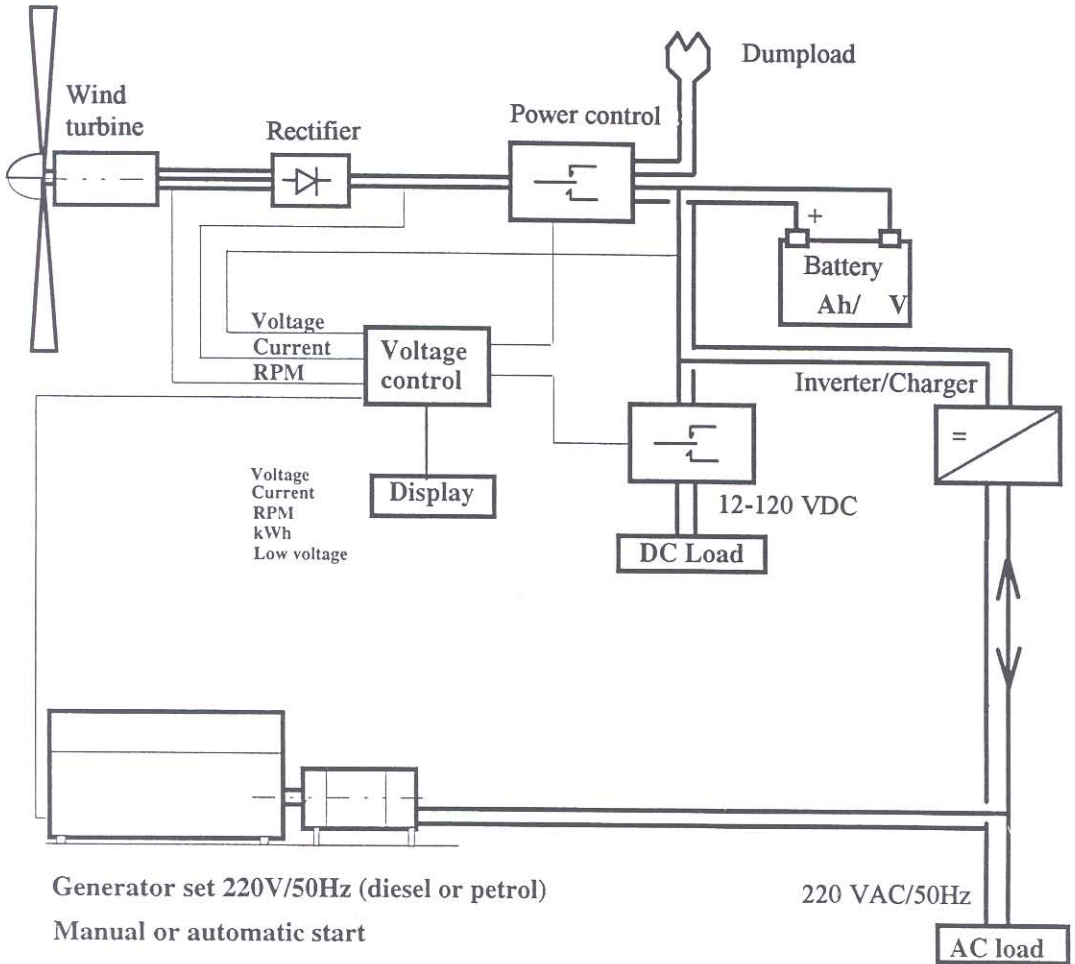 Dumpload
Wind
turbine
Rectifier
Power control
+
Battery
Ah/ V
Voltage
Current
RPM
Voltage
control
Inverter/Charger
=
Voltage
Current
RPM
kWh
Low voltage
Display
12-120 VDC
DC Load
Generator set 220V/50Hz (diesel or petrol)
Manual or automatic start
220 VAC/50Hz
AC load